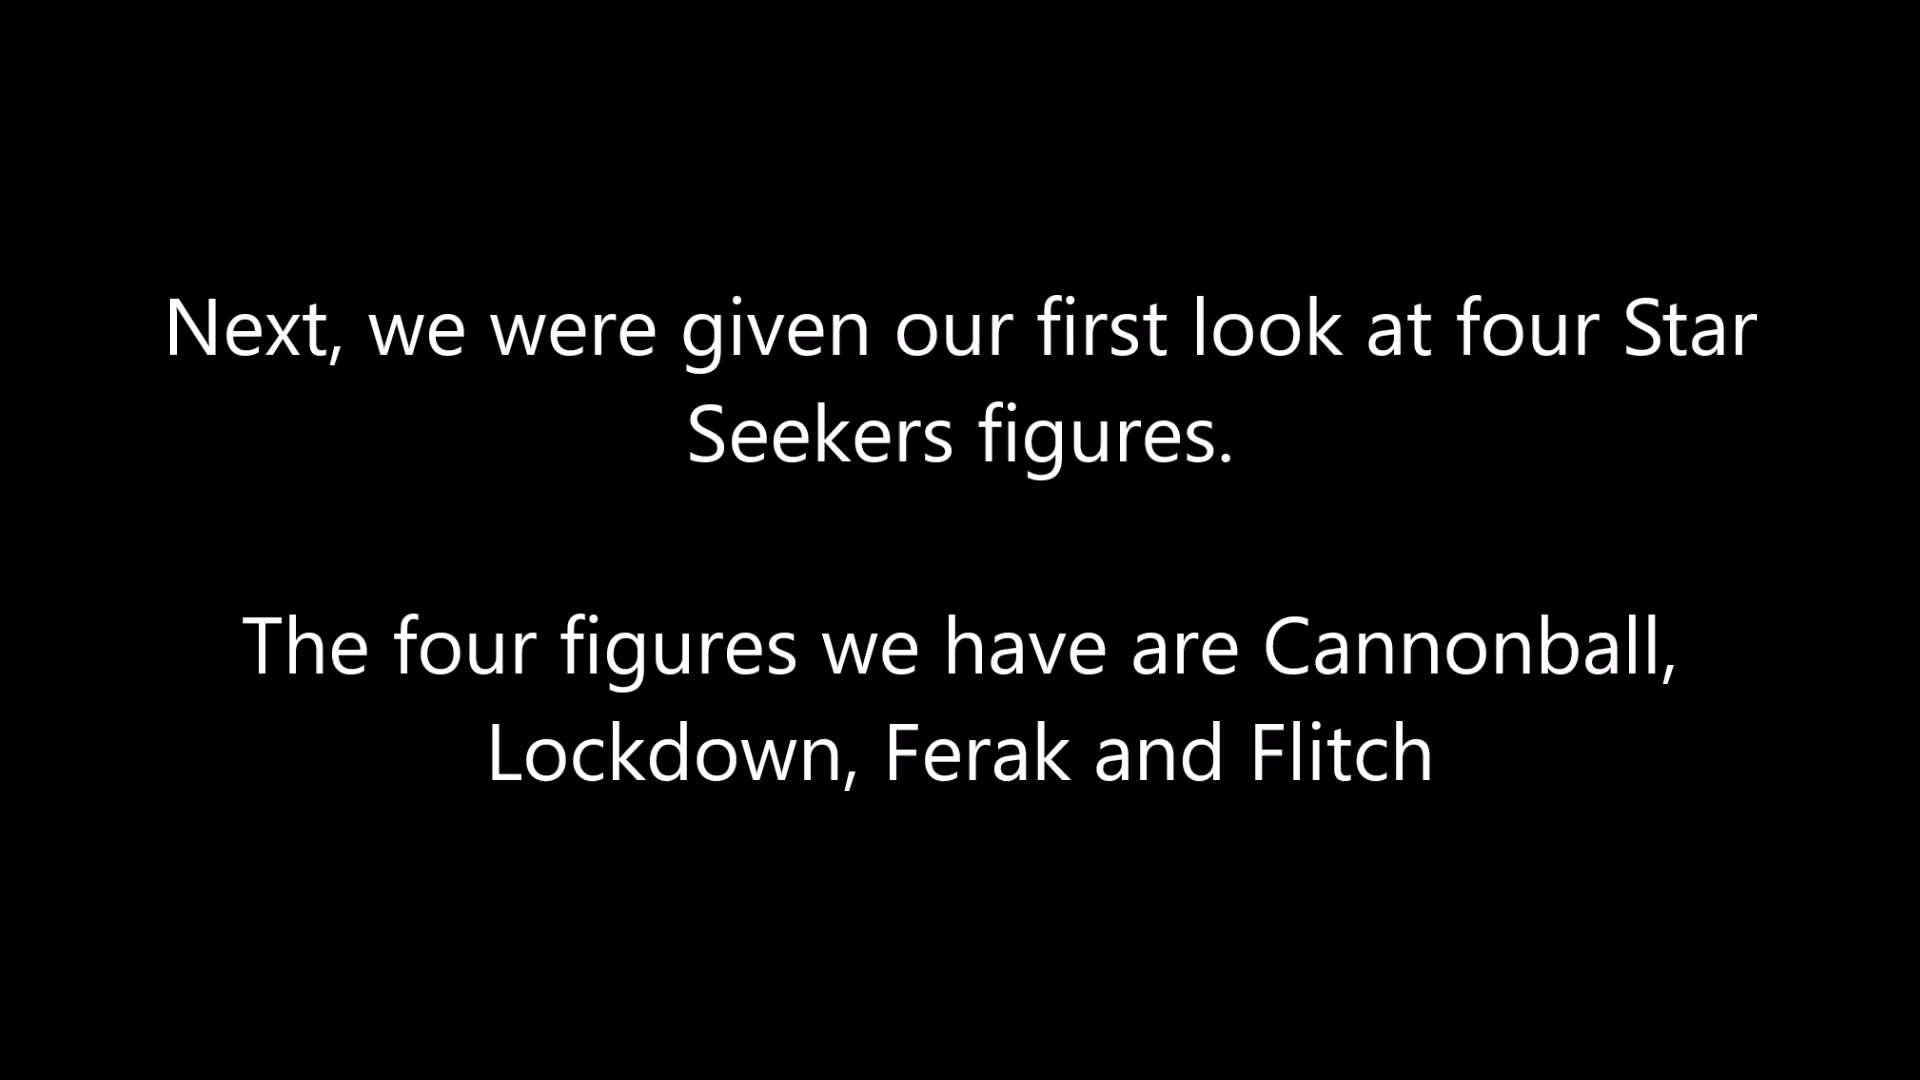 Next, we were given our first look at four Star
Seekers figures.
The four figures we have are Cannonball,
Lockdown, Ferak and Flitch